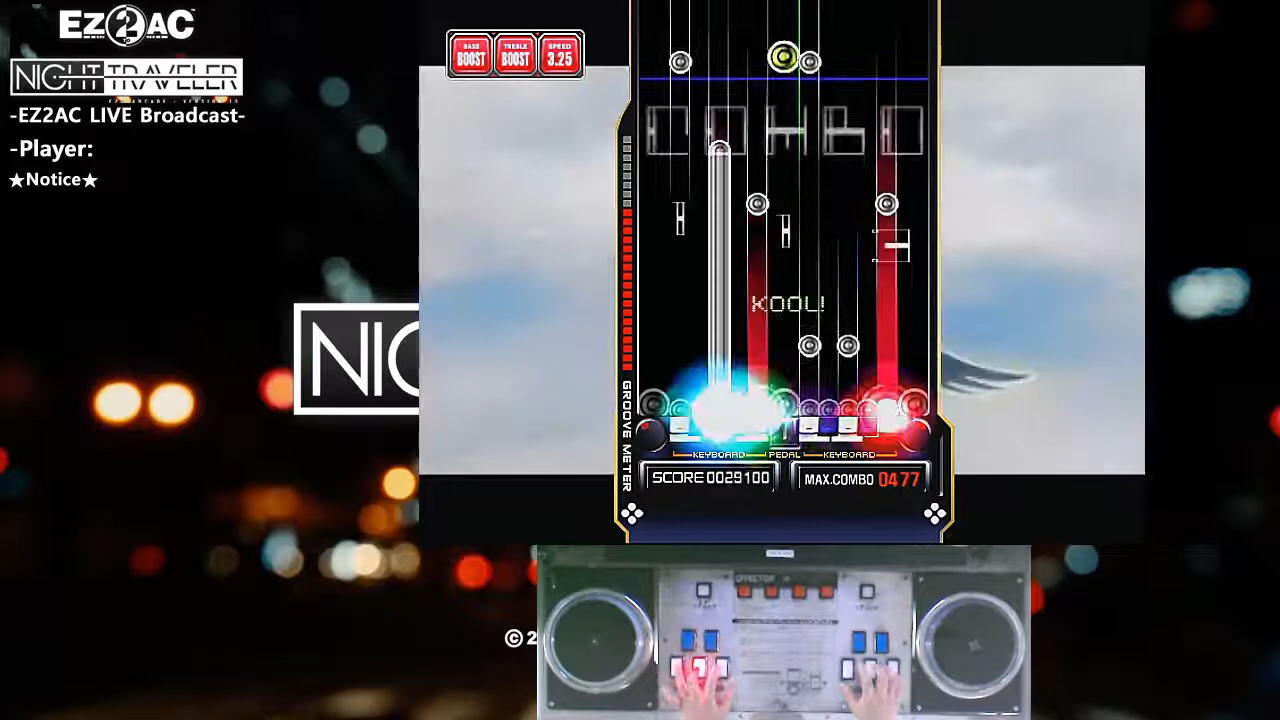 EZ2AC
NIGHT TRAVELER
-EZ2AC LIVE Broadcast-
-Player:
★Notice★
BASS BOOST
TREBLE BOOST
SPEED 3.25
COMBO
KOOL!
NIC
GROOVE METER
KEYBOARD PEDAL KEYBOARD
SCORE 0029100
MAX.COMBO 0477
© 2
EFFECTOR